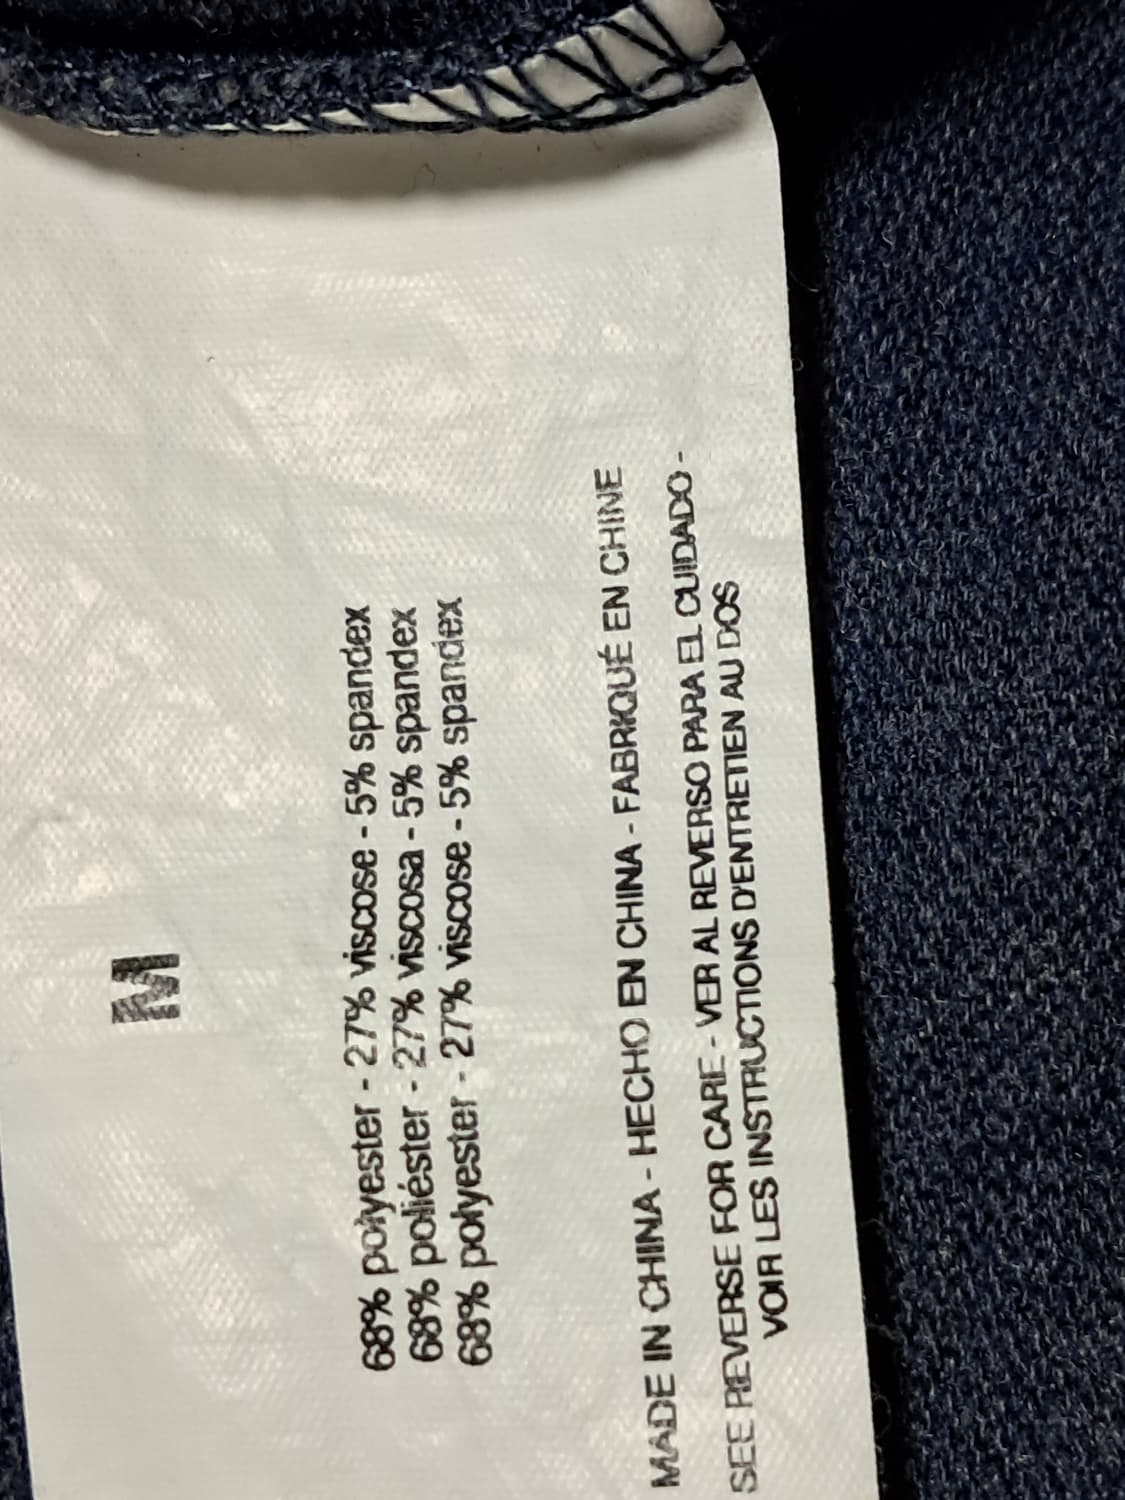 M
68% polyester - 27% viscose - 5% spandex
68% poliéster - 27% viscosa - 5% spandex
68% polyester - 27% viscose - 5% spandex
MADE IN CHINA - HECHO EN CHINA - FABRIQUÉ EN CHINE
SEE REVERSE FOR CARE - VER AL REVERSO PARA EL CUIDADO -
VOIR LES INSTRUCTIONS D'ENTRETIEN AU DOS